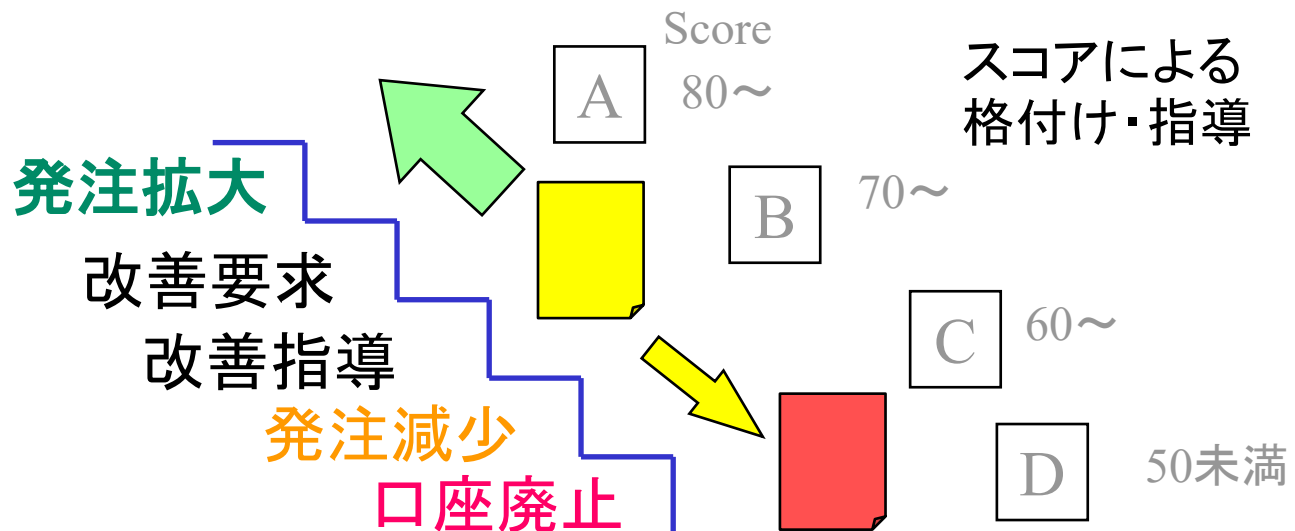 Score
A
80～
スコアによる
格付け・指導
B
70～
C
60～
D
50未満
発注拡大
改善要求
改善指導
発注減少
口座廃止